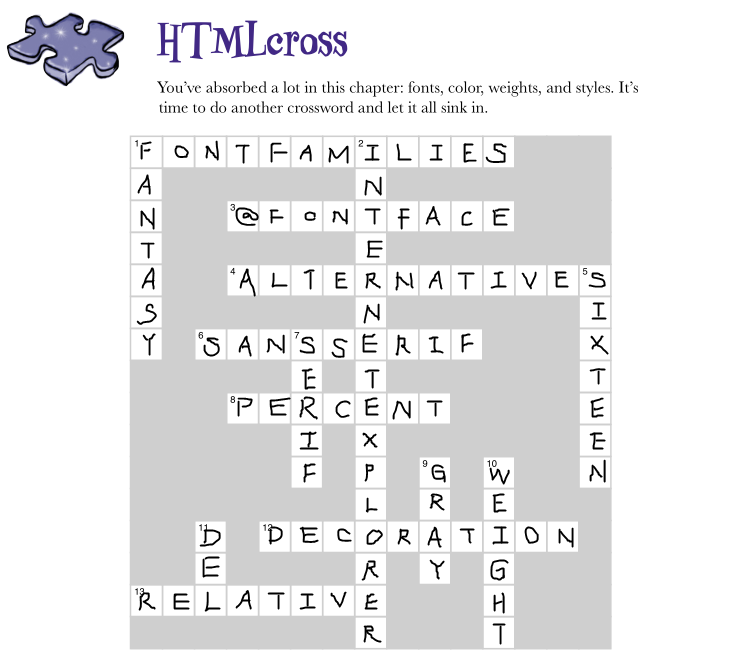 HTMLcross
You've absorbed a lot in this chapter: fonts, color, weights, and styles. It's
time to do another crossword and let it all sink in.
1 F O N T F A M 2 I L I E S
A N
N 3 @ F O N T F A C E
T E
A 4 A L T E R N A T I V E 5 S
S N I
Y 6 S A N 7 S S E R I F X
E T T
8 P E R C E N T E
I X E
F P 9 G 10 W N
L R E
11 D 12 D E C O R A T I O N
E R Y G
13 R E L A T I V E H
R T